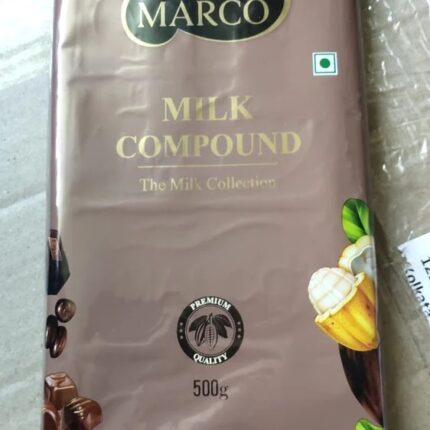 MARCO
MILK
COMPOUND
The Milk Collection
PREMIUM
QUALITY
500g